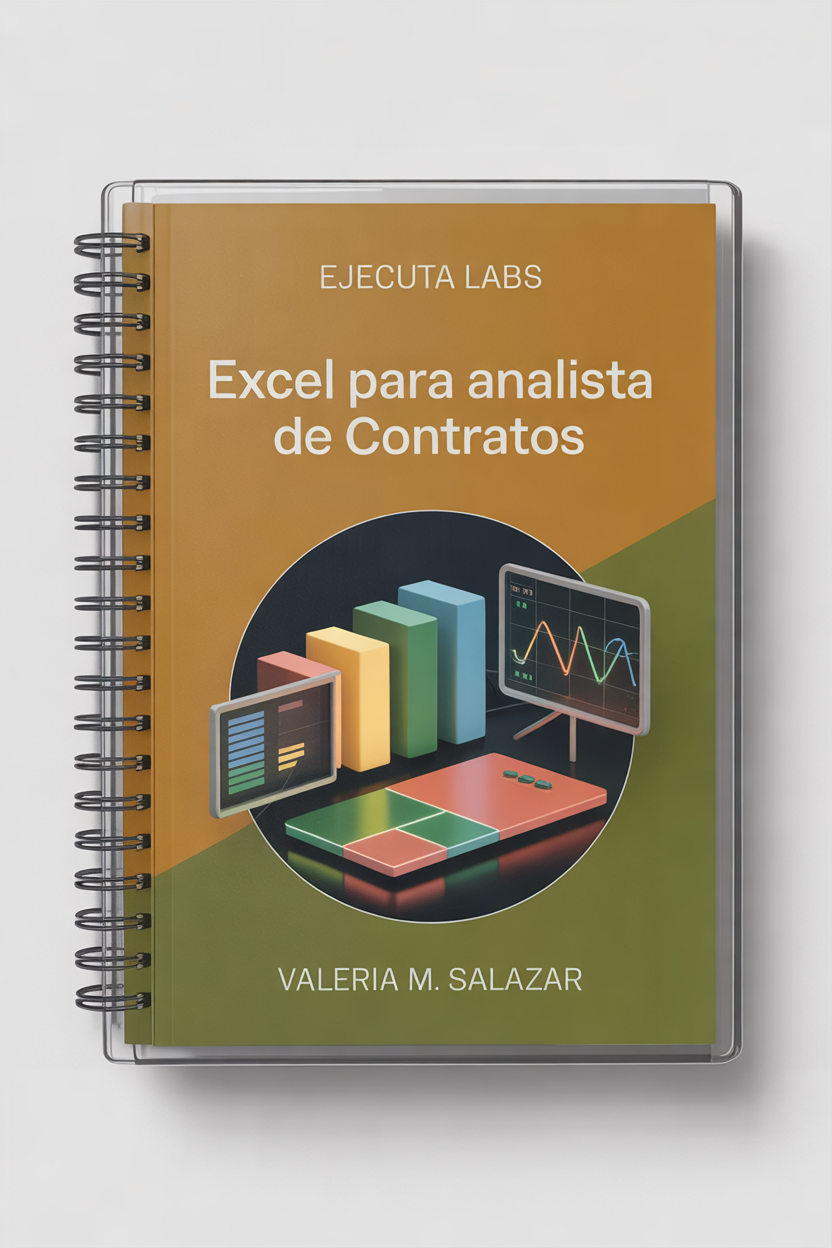 EJECUTA LABS
Excel para analista
de Contratos
VALERIA M. SALAZAR